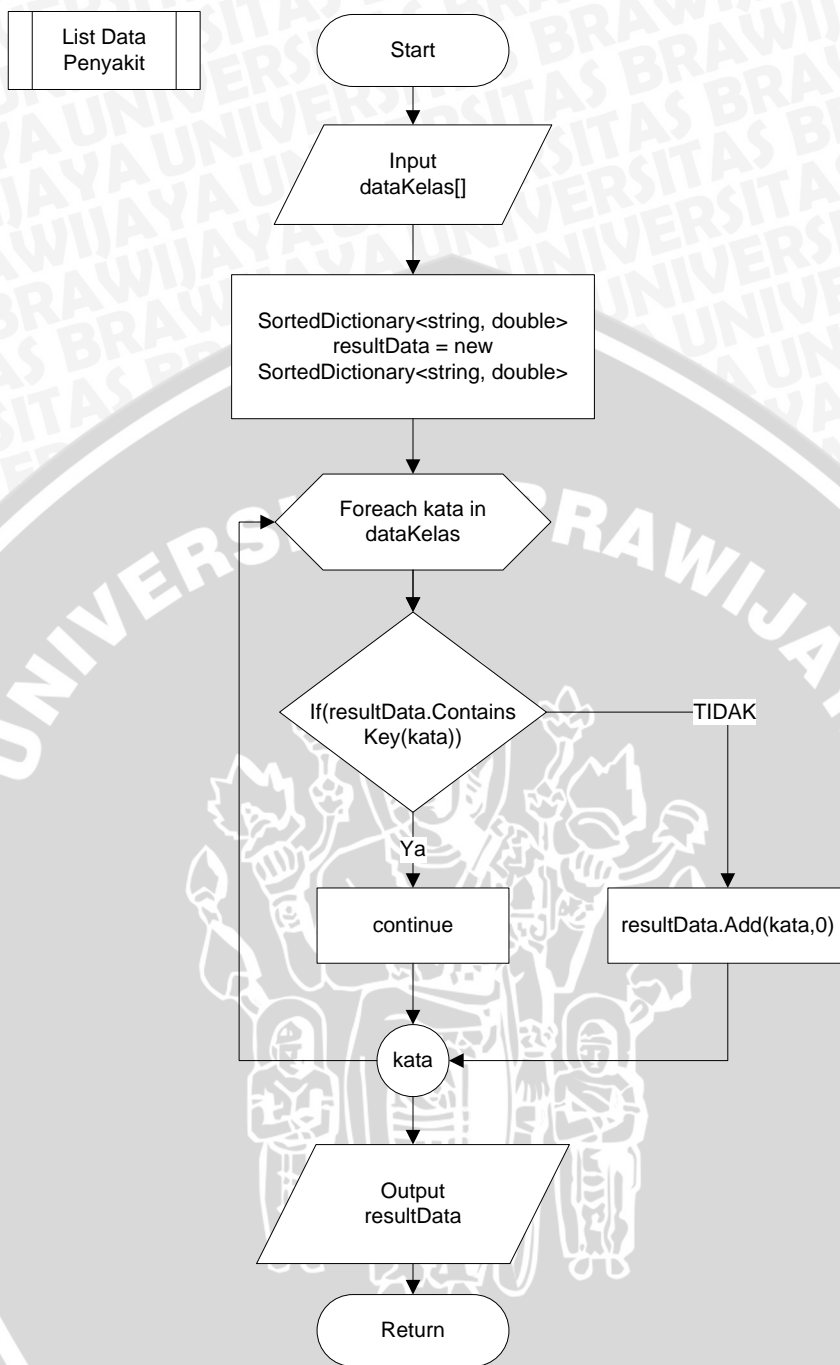 List Data
Penyakit
Start
Input
dataKelas[]
SortedDictionary<string, double>
resultData = new
SortedDictionary<string, double>
Foreach kata in
dataKelas
If(resultData.Contains
Key(kata))
TIDAK
Ya
continue
resultData.Add(kata,0)
kata
Output
resultData
Return